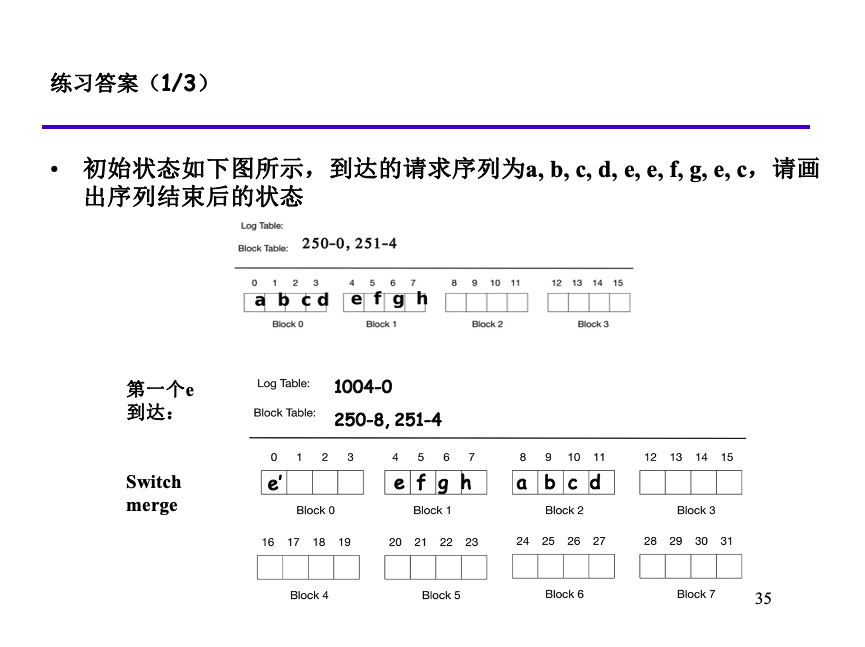 练习答案（1/3）
• 初始状态如下图所示，到达的请求序列为a, b, c, d, e, e, f, g, e, c，请画
出序列结束后的状态
Log Table:
Block Table: 250-0, 251-4
0 1 2 3 4 5 6 7 8 9 10 11 12 13 14 15
a b c d e f g h
Block 0 Block 1 Block 2 Block 3
第一个e
到达：
Log Table: 1004-0
Block Table: 250-8, 251-4
0 1 2 3 4 5 6 7 8 9 10 11 12 13 14 15
Switch
merge
e' e f g h a b c d
Block 0 Block 1 Block 2 Block 3
16 17 18 19 20 21 22 23 24 25 26 27 28 29 30 31
Block 4 Block 5 Block 6 Block 7
35